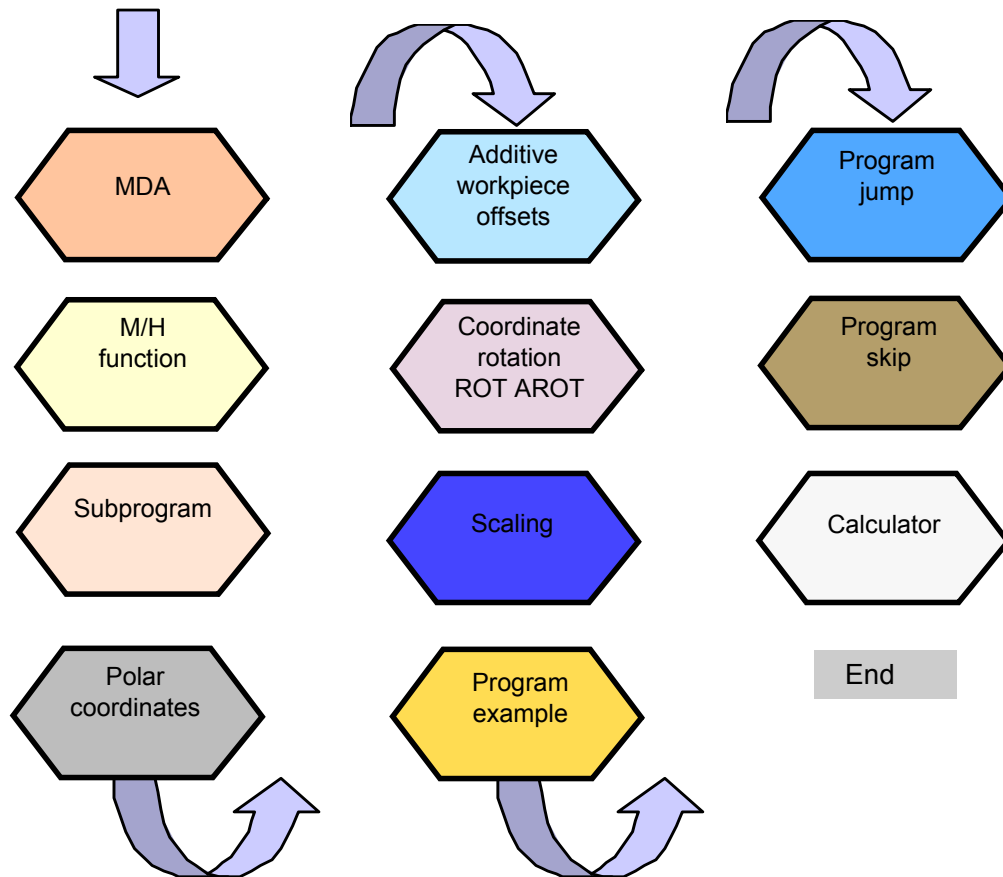 MDA
M/H
function
Subprogram
Polar
coordinates
Additive
workpiece
offsets
Coordinate
rotation
ROT AROT
Scaling
Program
example
Program
jump
Program
skip
Calculator
End